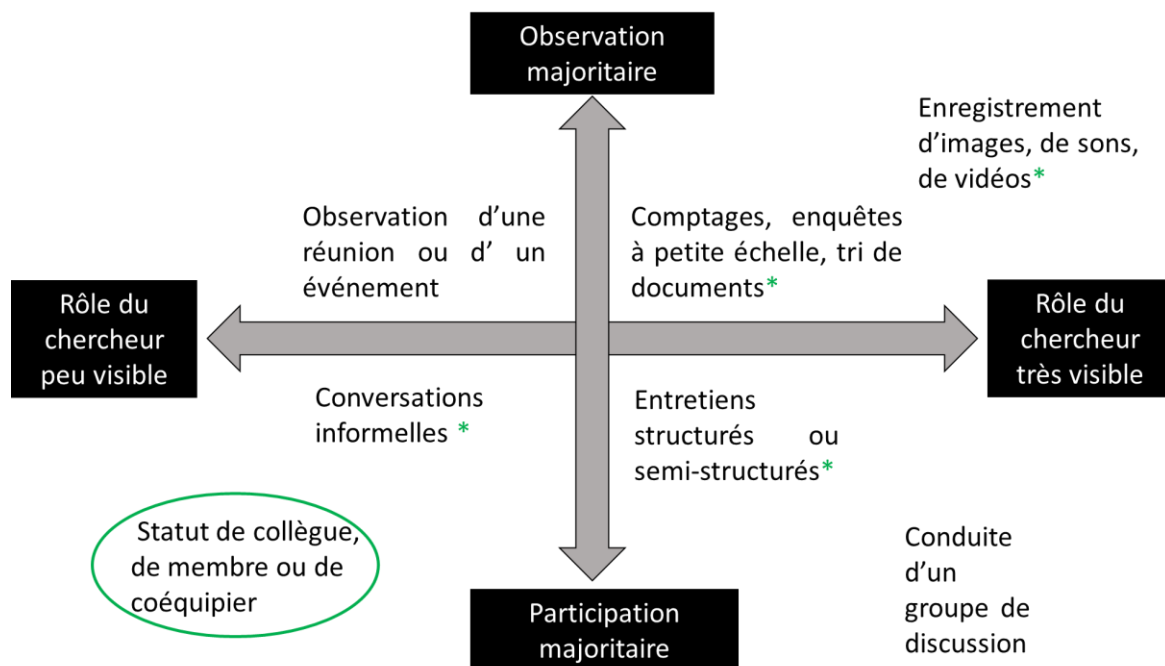 Observation
majoritaire
Enregistrement
d’images, de sons,
de vidéos*
Observation d’une
réunion ou d’ un
événement
Comptages, enquêtes
à petite échelle, tri de
documents*
Rôle du
chercheur
peu visible
Rôle du
chercheur
très visible
Conversations
informelles *
Entretiens
structurés ou
semi-structurés*
Statut de collègue,
de membre ou de
coéquipier
Conduite
d’un
groupe de
discussion
Participation
majoritaire